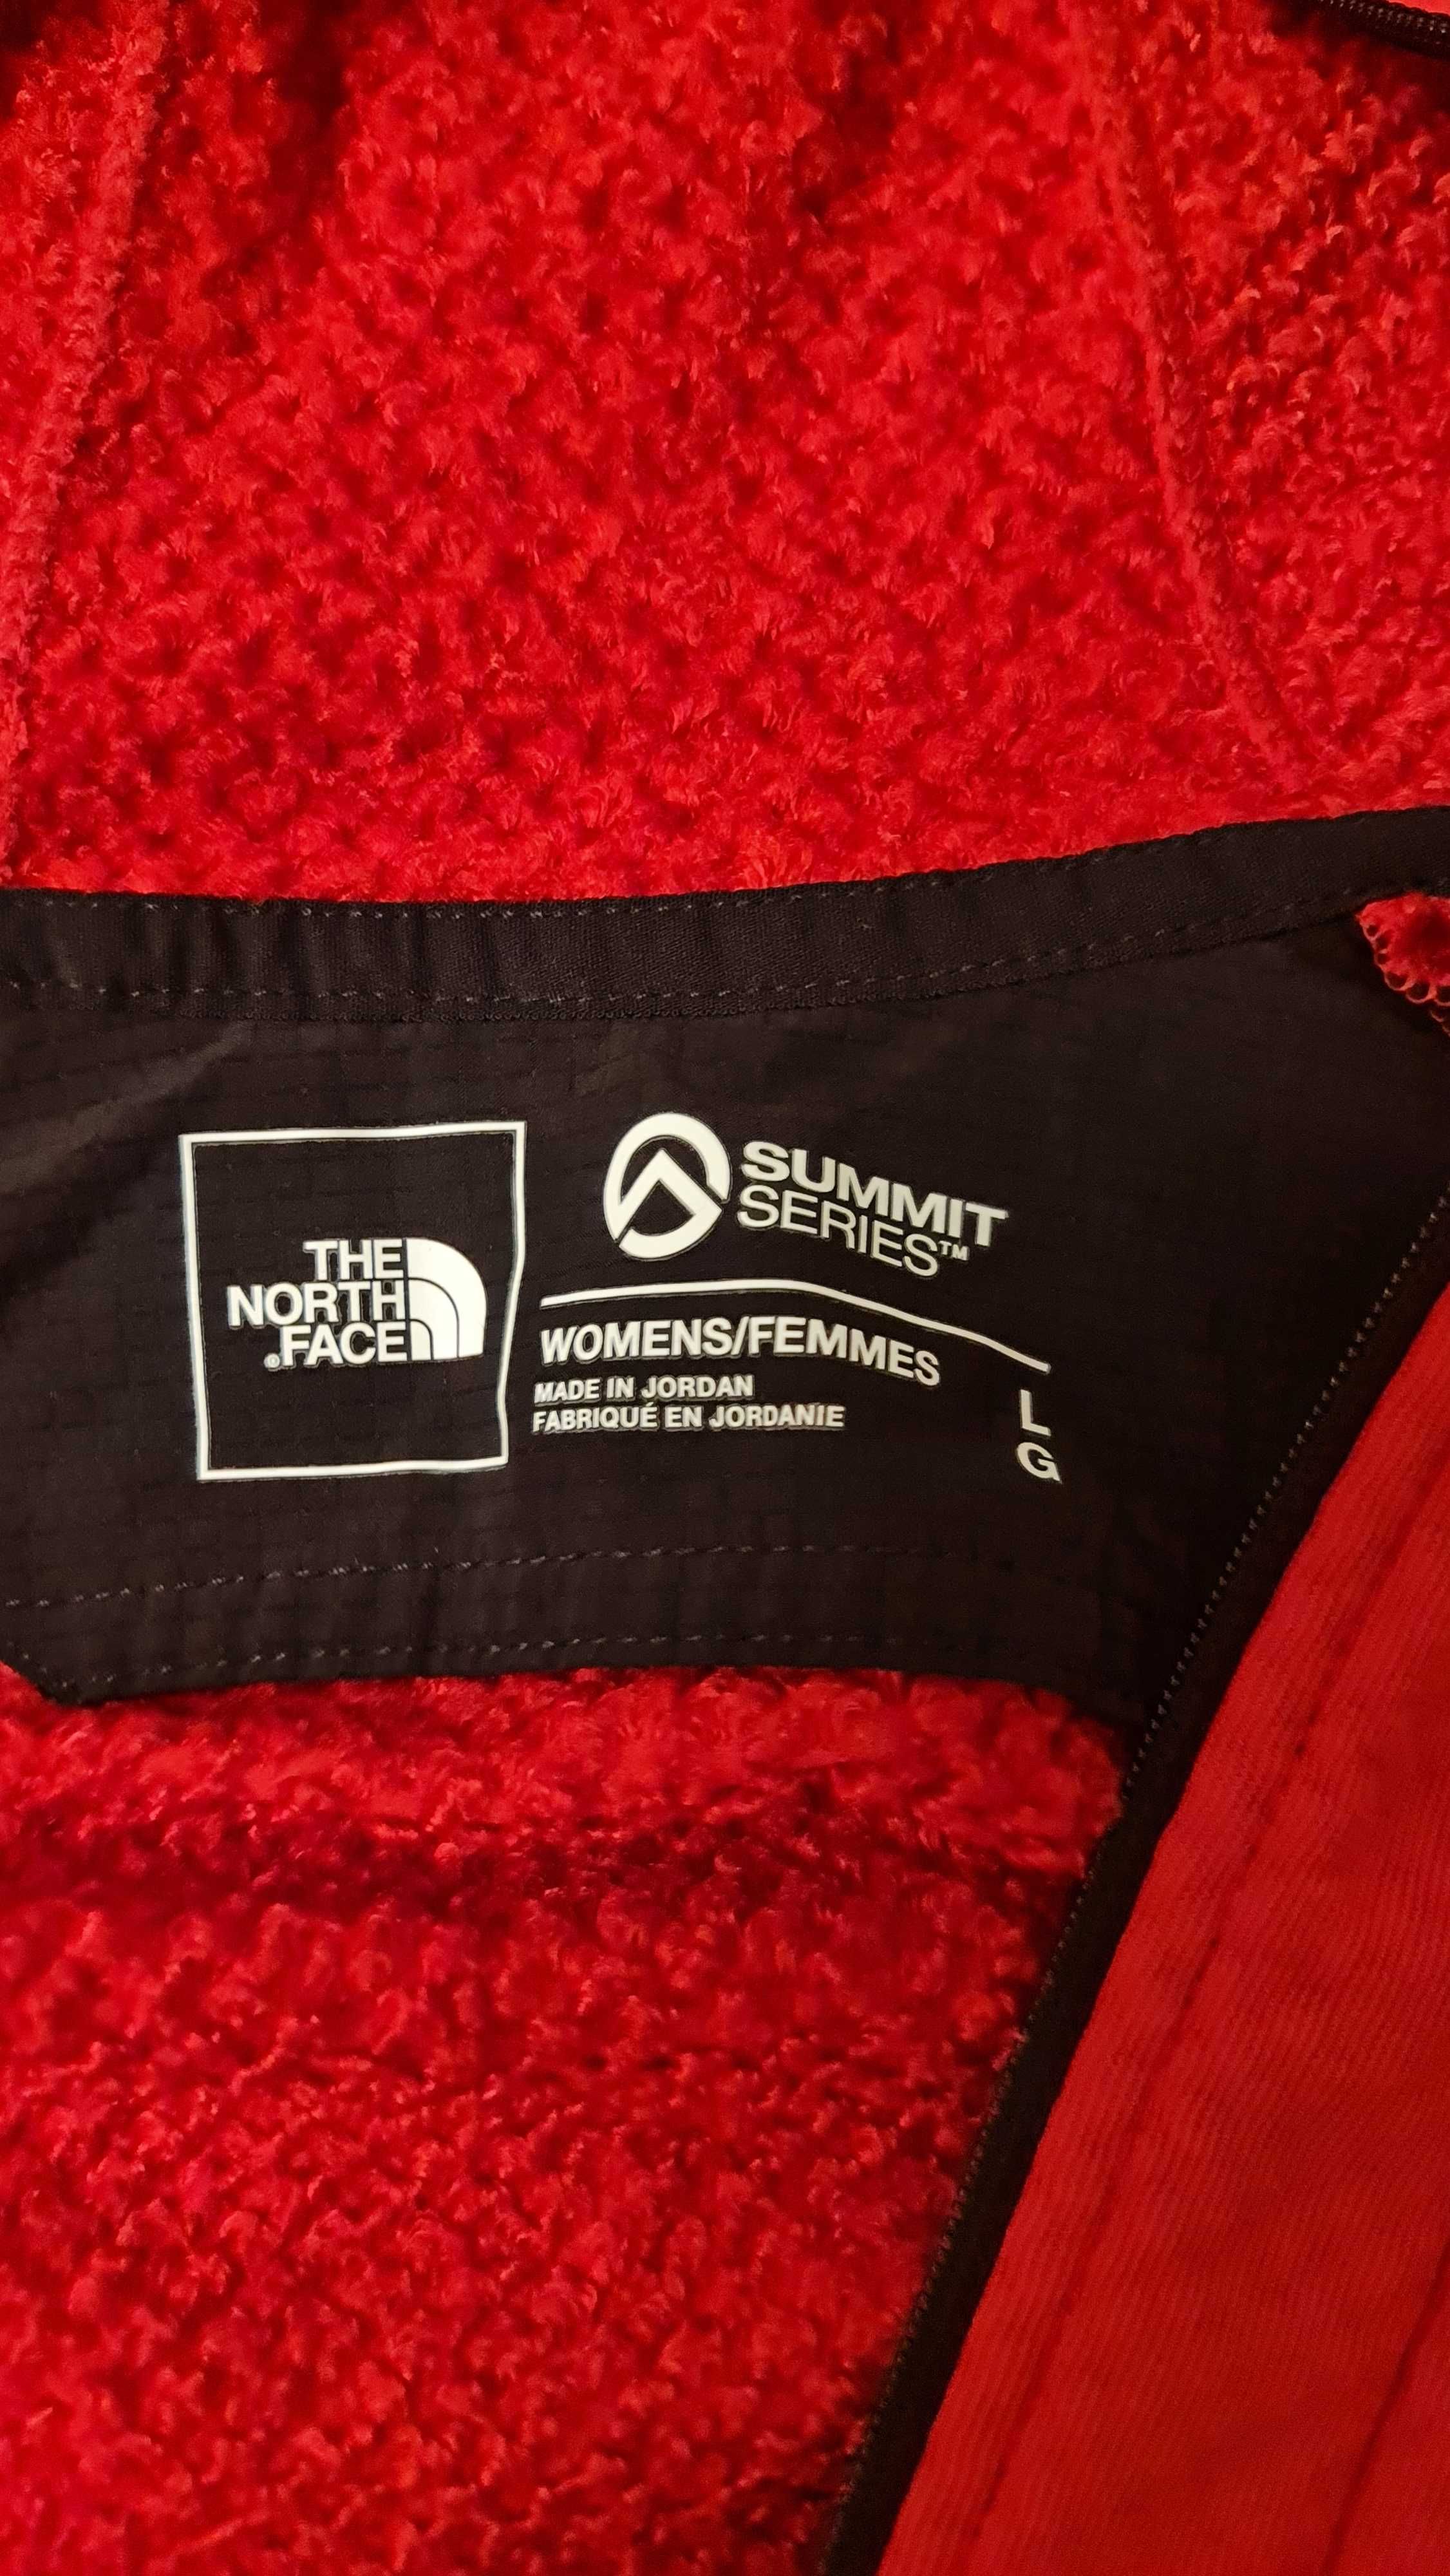 THE
NORTH
FACE®
SUMMIT
SERIES™
WOMENS/FEMMES
MADE IN JORDAN
FABRIQUÉ EN JORDANIE
L
G